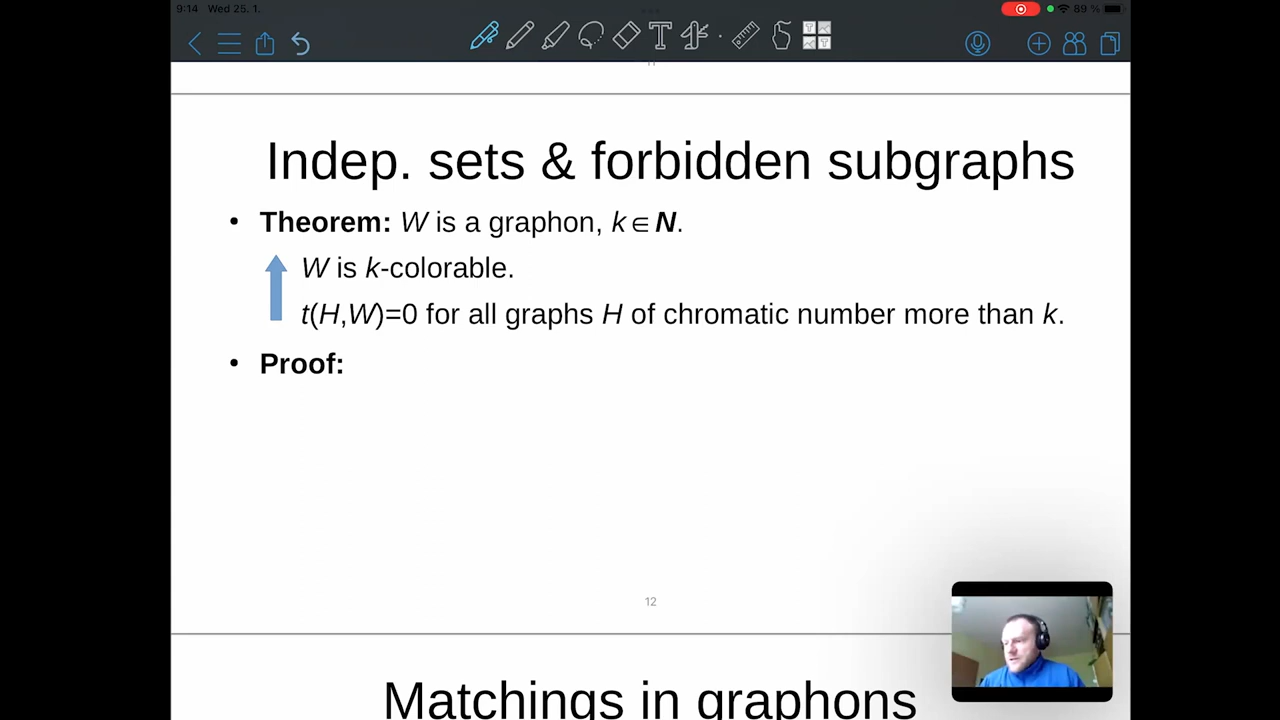 9:14 Wed 25. 1.
89 %
Indep. sets & forbidden subgraphs
• Theorem: W is a graphon, k ∈ N.
W is k-colorable.
t(H,W)=0 for all graphs H of chromatic number more than k.
• Proof:
12
Matchings in graphons